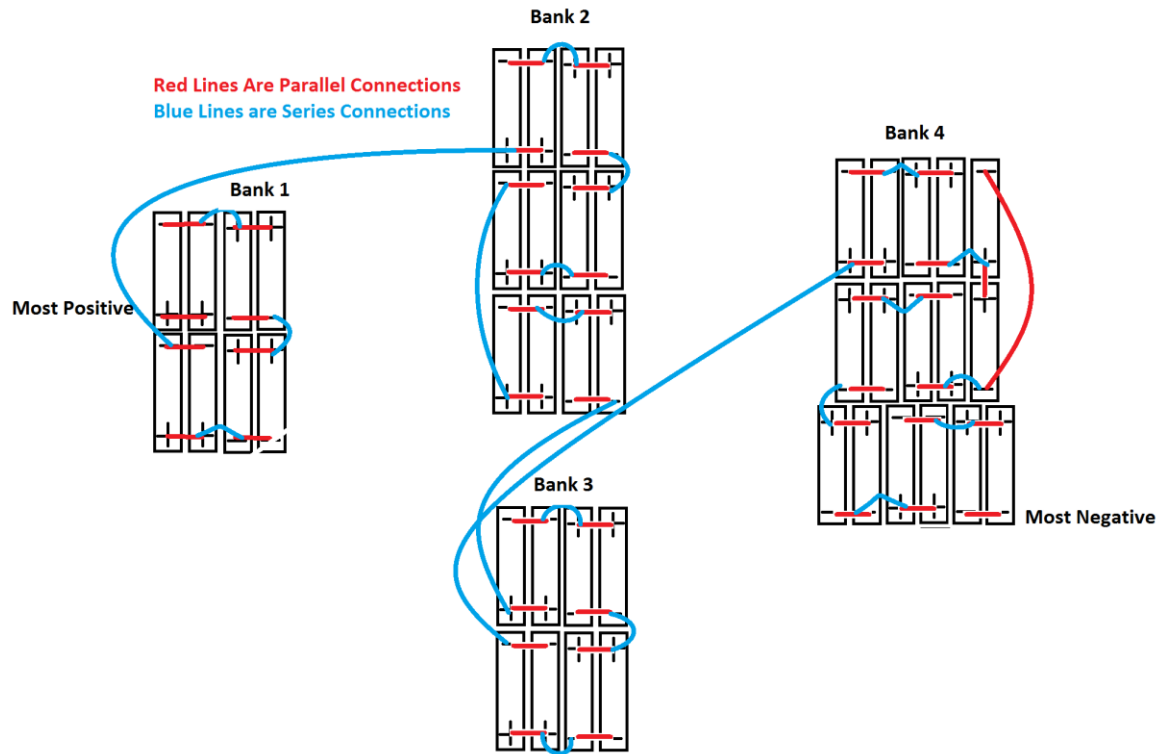 Bank 2
Red Lines Are Parallel Connections
Blue Lines are Series Connections
Bank 4
Bank 1
Most Positive
Bank 3
Most Negative